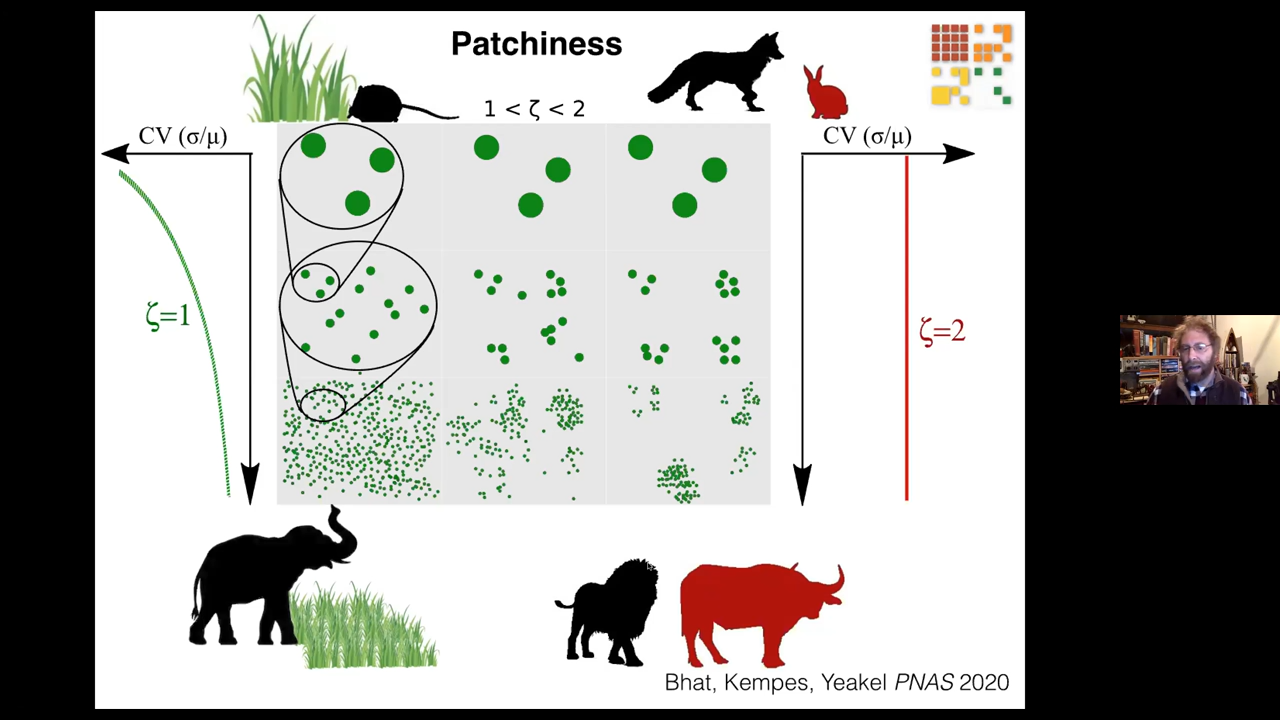 Patchiness
1 < ζ < 2
CV (σ/μ)
CV (σ/μ)
ζ=1
ζ=2
Bhat, Kempes, Yeakel PNAS 2020